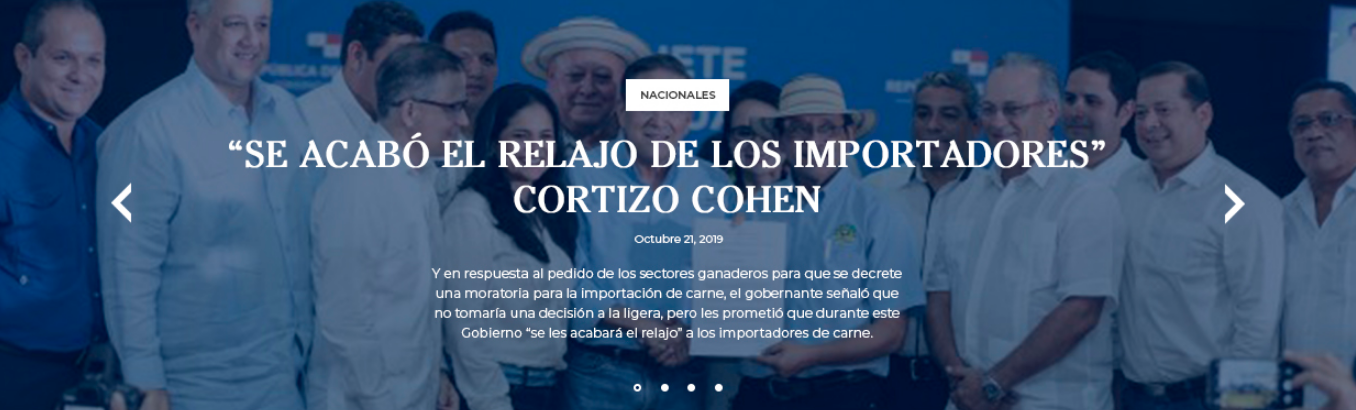 NACIONALES
“SE ACABÓ EL RELAJO DE LOS IMPORTADORES”
CORTIZO COHEN
Octubre 21, 2019
Y en respuesta al pedido de los sectores ganaderos para que se decrete
una moratoria para la importación de carne, el gobernante señaló que
no tomaría una decisión a la ligera, pero les prometió que durante este
Gobierno “se les acabará el relajo” a los importadores de carne.